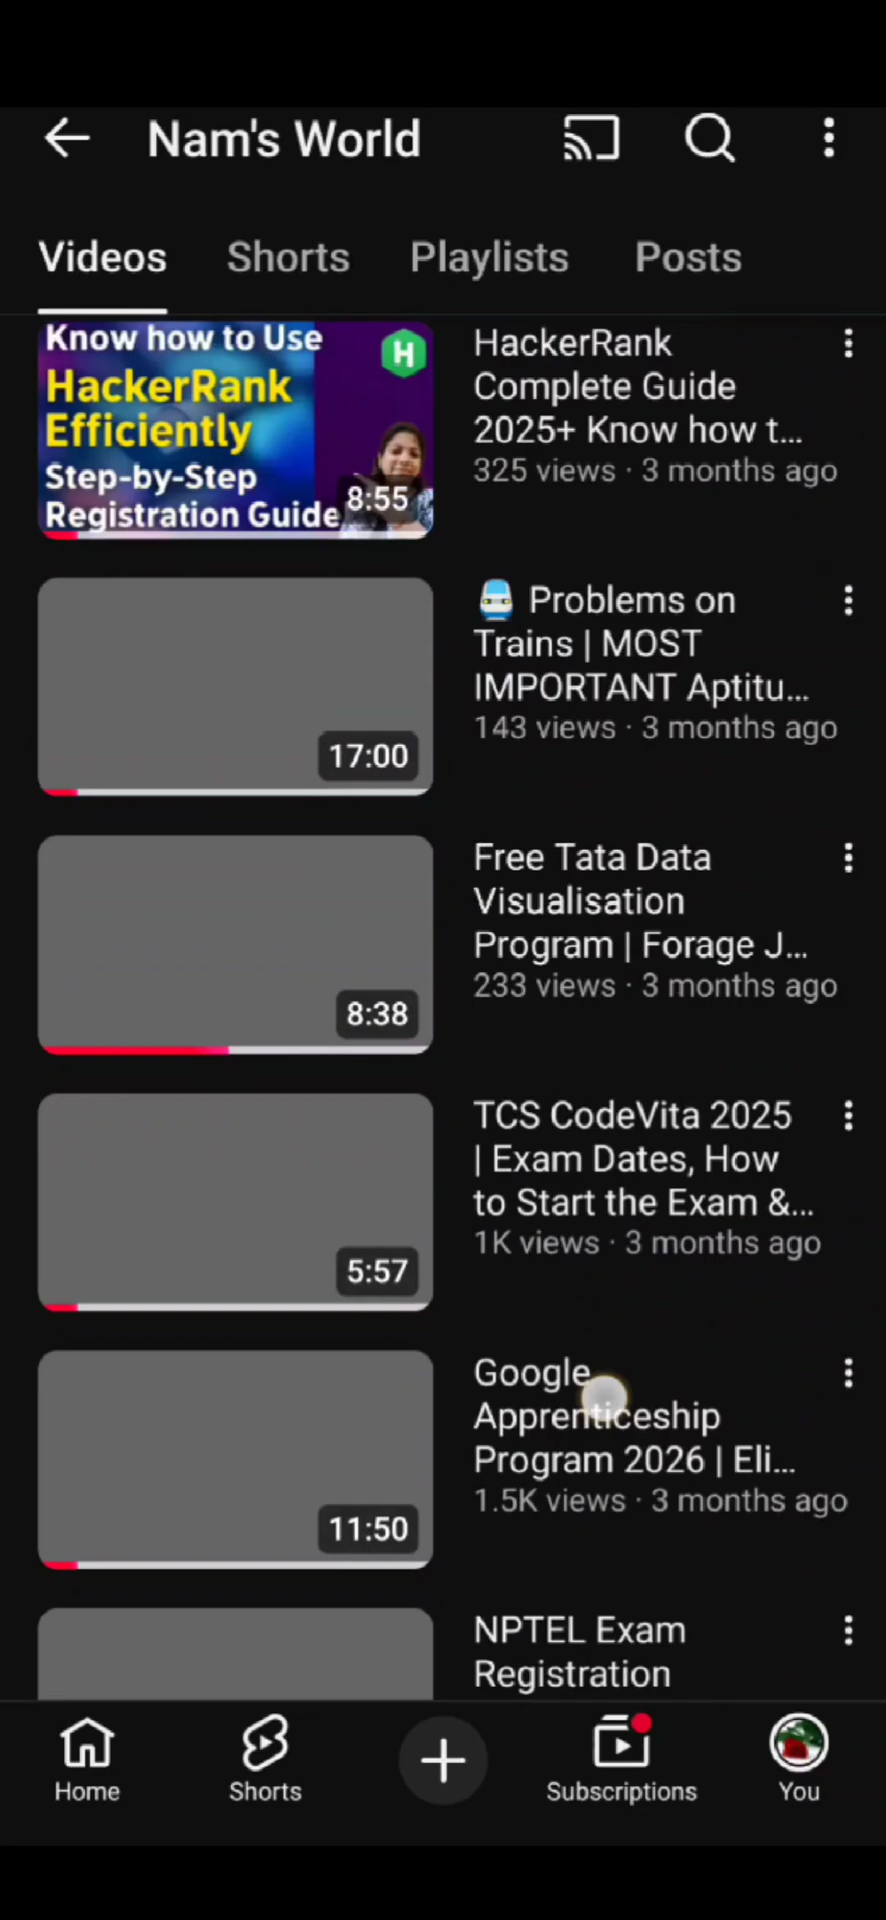 Nam's World
Videos
Shorts
Playlists
Posts
Know how to Use
HackerRank
Efficiently
Step-by-Step
Registration Guide
H
8:55
HackerRank
Complete Guide
2025+ Know how t...
325 views · 3 months ago
17:00
🚈 Problems on
Trains | MOST
IMPORTANT Aptitu...
143 views · 3 months ago
8:38
Free Tata Data
Visualisation
Program | Forage J...
233 views · 3 months ago
5:57
TCS CodeVita 2025
| Exam Dates, How
to Start the Exam &...
1K views · 3 months ago
11:50
Google
Apprenticeship
Program 2026 | Eli...
1.5K views · 3 months ago
NPTEL Exam
Registration
Home
Shorts
Subscriptions
You